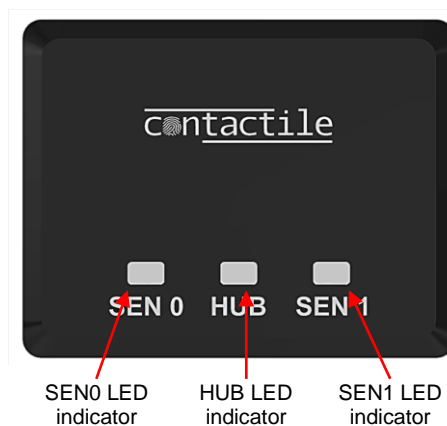 contactile
SEN 0 HUB SEN 1
SEN0 LED HUB LED SEN1 LED
indicator indicator indicator